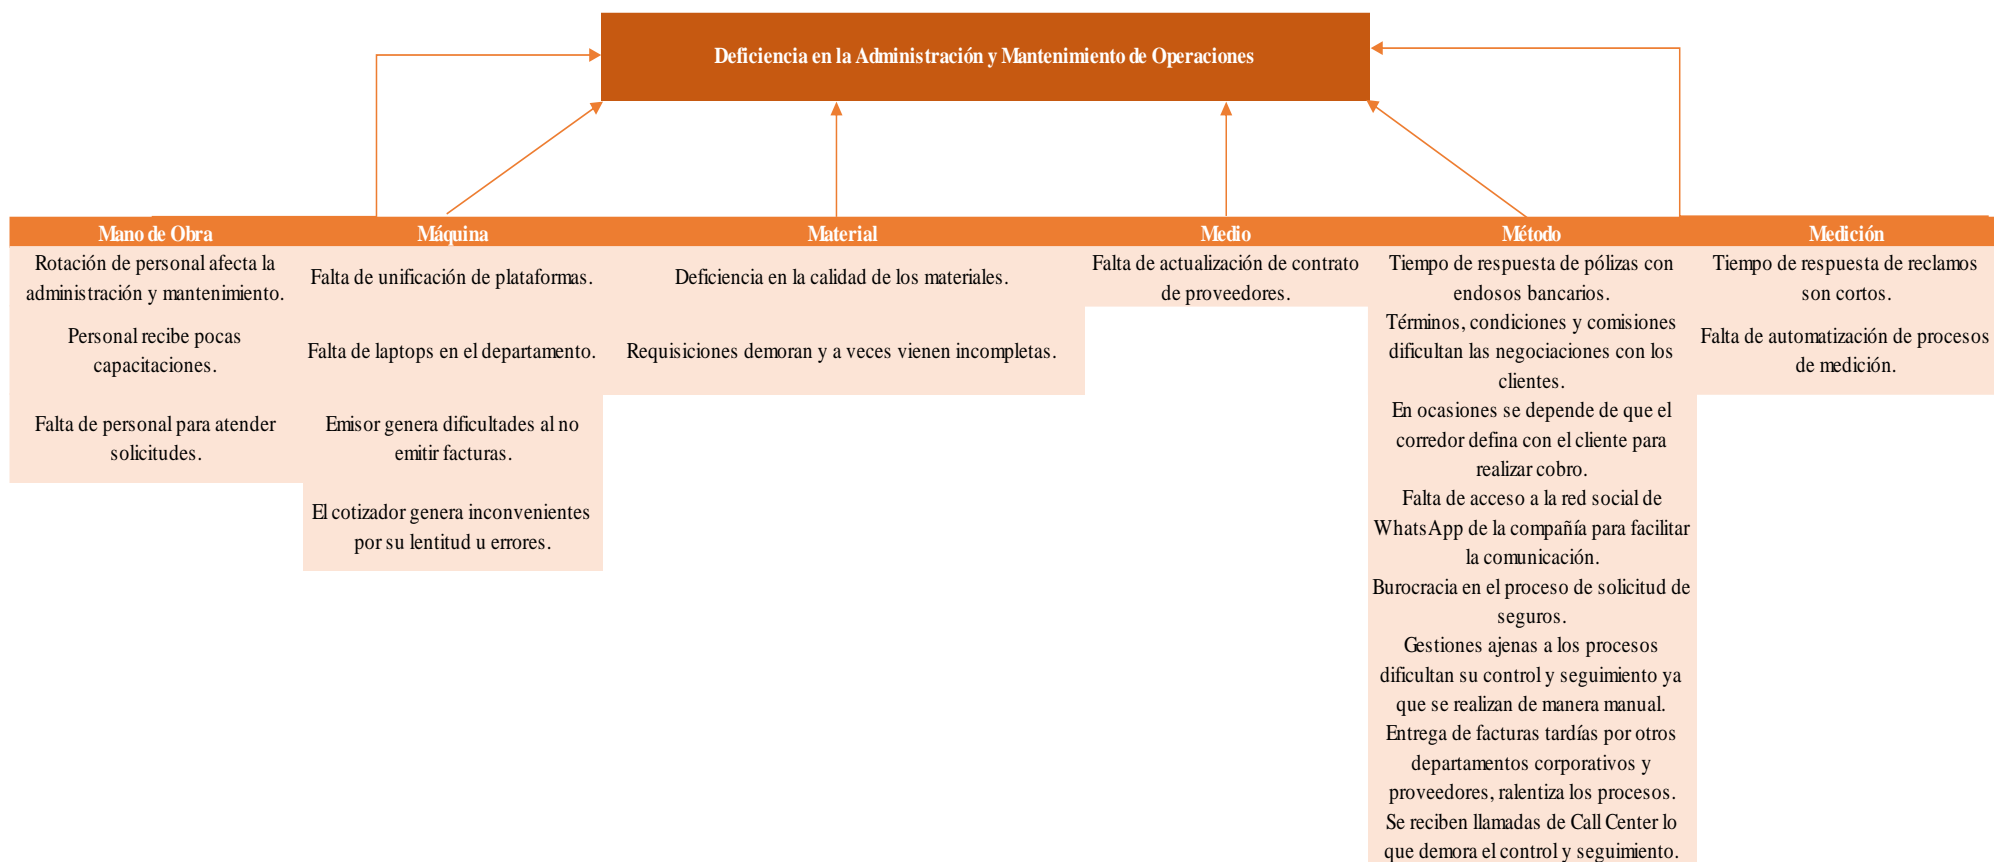 Deficiencia en la Administración y Mantenimiento de Operaciones
Mano de Obra
Rotación de personal afecta la
administración y mantenimiento.
Personal recibe pocas
capacitaciones.
Falta de personal para atender
solicitudes.
Máquina
Falta de unificación de plataformas.
Falta de laptops en el departamento.
Emisor genera dificultades al no
emitir facturas.
El cotizador genera inconvenientes
por su lentitud u errores.
Material
Deficiencia en la calidad de los materiales.
Requisiciones demoran y a veces vienen incompletas.
Medio
Falta de actualización de contrato
de proveedores.
Método
Tiempo de respuesta de pólizas con
endosos bancarios.
Términos, condiciones y comisiones
dificultan las negociaciones con los
clientes.
En ocasiones se depende de que el
corredor defina con el cliente para
realizar cobro.
Falta de acceso a la red social de
WhatsApp de la compañía para facilitar
la comunicación.
Burocracia en el proceso de solicitud de
seguros.
Gestiones ajenas a los procesos
dificultan su control y seguimiento ya
que se realizan de manera manual.
Entrega de facturas tardías por otros
departamentos corporativos y
proveedores, ralentiza los procesos.
Se reciben llamadas de Call Center lo
que demora el control y seguimiento.
Medición
Tiempo de respuesta de reclamos
son cortos.
Falta de automatización de procesos
de medición.